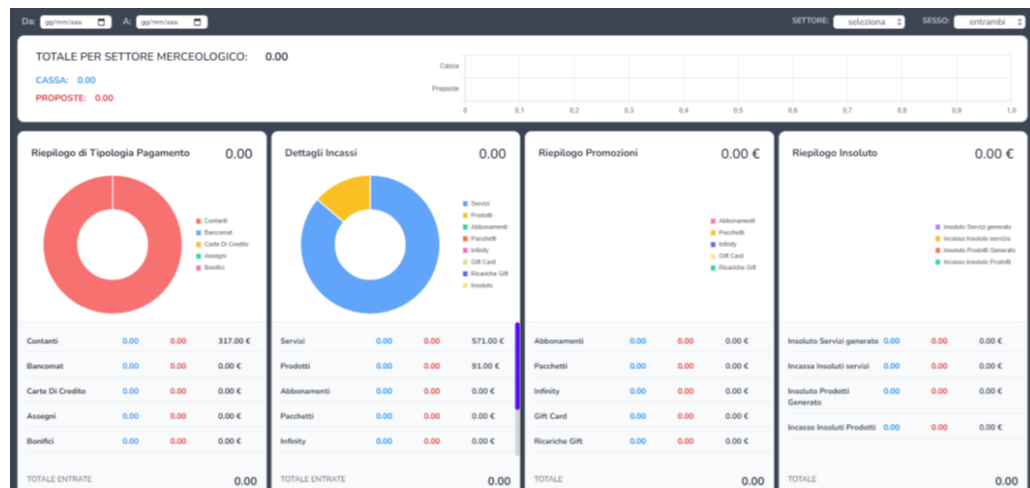 Da: gg/mm/aaaa A: gg/mm/aaaa SETTORE: seleziona SESSO: entrambi
TOTALE PER SETTORE MERCEOLOGICO: 0.00
CASSA: 0.00
PROPOSTE: 0.00
Cassa
Proposte
0 0,1 0,2 0,3 0,4 0,5 0,6 0,7 0,8 0,9 1,0
Riepilogo di Tipologia Pagamento 0.00
Contanti
Bancomat
Carte Di Credito
Assegni
Bonifici
Contanti 0.00 0.00 317.00 €
Bancomat 0.00 0.00 0.00 €
Carte Di Credito 0.00 0.00 0.00 €
Assegni 0.00 0.00 0.00 €
Bonifici 0.00 0.00 0.00 €
TOTALE ENTRATE 0.00
Dettagli Incassi 0.00
Servizi
Prodotti
Abbonamenti
Pacchetti
Infinity
Gift Card
Ricariche Gift
Insoluto
Servizi 0.00 0.00 571.00 €
Prodotti 0.00 0.00 91.00 €
Abbonamenti 0.00 0.00 0.00 €
Pacchetti 0.00 0.00 0.00 €
Infinity 0.00 0.00 0.00 €
TOTALE ENTRATE 0.00
Riepilogo Promozioni 0.00 €
Abbonamenti
Pacchetti
Infinity
Gift Card
Ricariche Gift
Abbonamenti 0.00 0.00 0.00 €
Pacchetti 0.00 0.00 0.00 €
Infinity 0.00 0.00 0.00 €
Gift Card 0.00 0.00 0.00 €
Ricariche Gift 0.00 0.00 0.00 €
TOTALE 0.00
Riepilogo Insoluto 0.00 €
Insoluto Servizi generato
Incassa Insoluto servizio
Insoluto Prodotti Generato
Incasso Insoluto Prodotti
Insoluto Servizi generato 0.00 0.00 0.00 €
Incassa Insoluti servizi 0.00 0.00 0.00 €
Insoluto Prodotti
Generato 0.00 0.00 0.00 €
Incasso Insoluti Prodotti 0.00 0.00 0.00 €
TOTALE 0.00